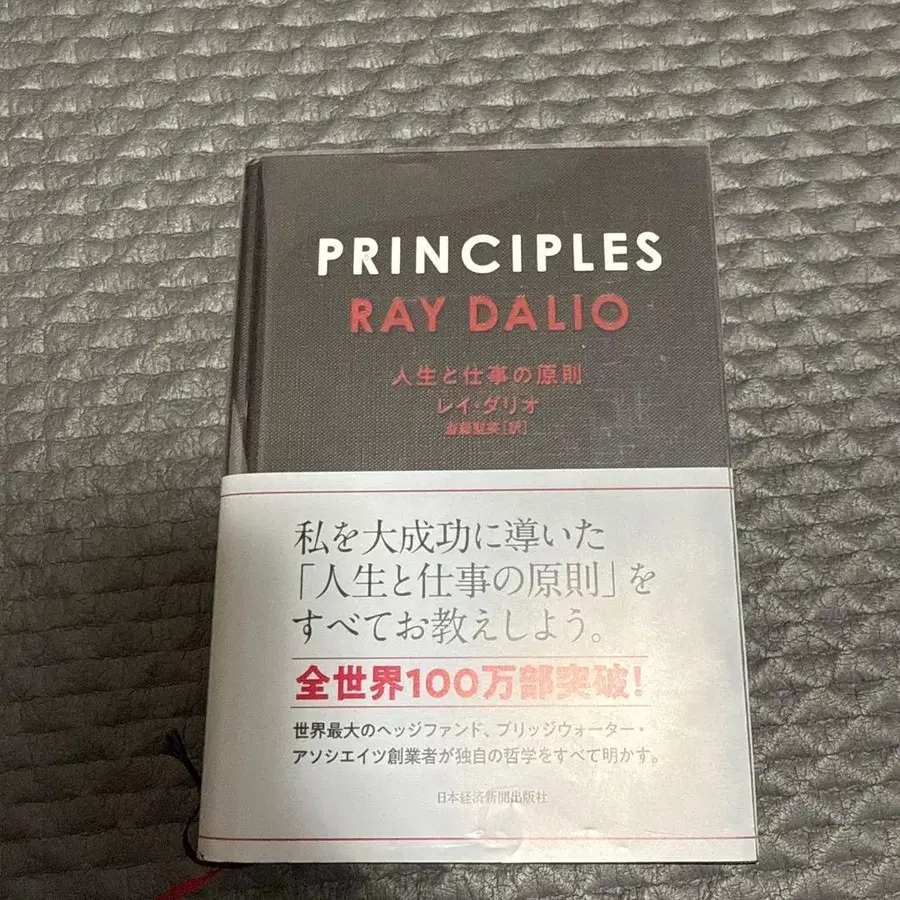 PRINCIPLES
RAY DALIO
人生と仕事の原則
レイ・ダリオ
斎藤聖美[訳]
私を大成功に導いた
「人生と仕事の原則」を
すべてお教えしよう。
全世界100万部突破!
世界最大のヘッジファンド、ブリッジウォーター・
アソシエイツ創業者が独自の哲学をすべて明かす。
日本経済新聞出版社